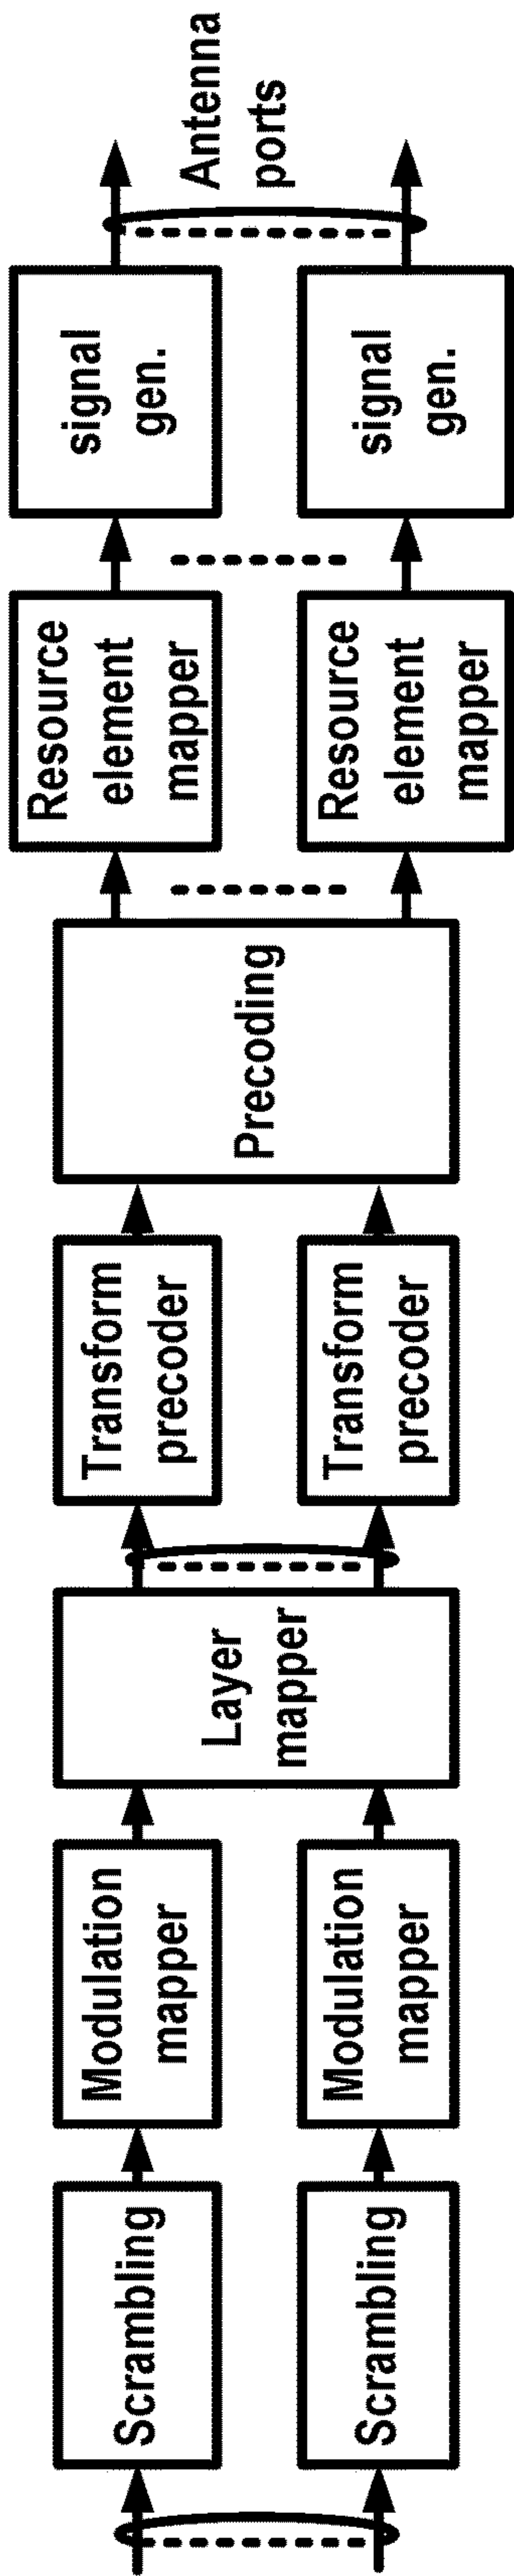 Scrambling
Scrambling
Modulation
mapper
Modulation
mapper
Layer
mapper
Transform
precoder
Transform
precoder
Precoding
Resource
element
mapper
Resource
element
mapper
signal
gen.
signal
gen.
Antenna
ports